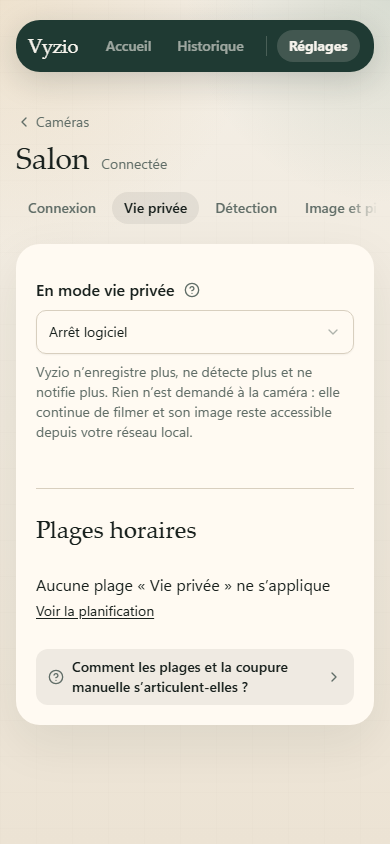 Vyzio Accueil Historique Réglages
Caméras
Salon Connectée
Connexion Vie privée Détection Image et
En mode vie privée
Arrêt logiciel
Vyzio n’enregistre plus, ne détecte plus et ne
notifie plus. Rien n’est demandé à la caméra : elle
continue de filmer et son image reste accessible
depuis votre réseau local.
Plages horaires
Aucune plage « Vie privée » ne s’applique
Voir la planification
Comment les plages et la coupure
manuelle s’articulent-elles ?